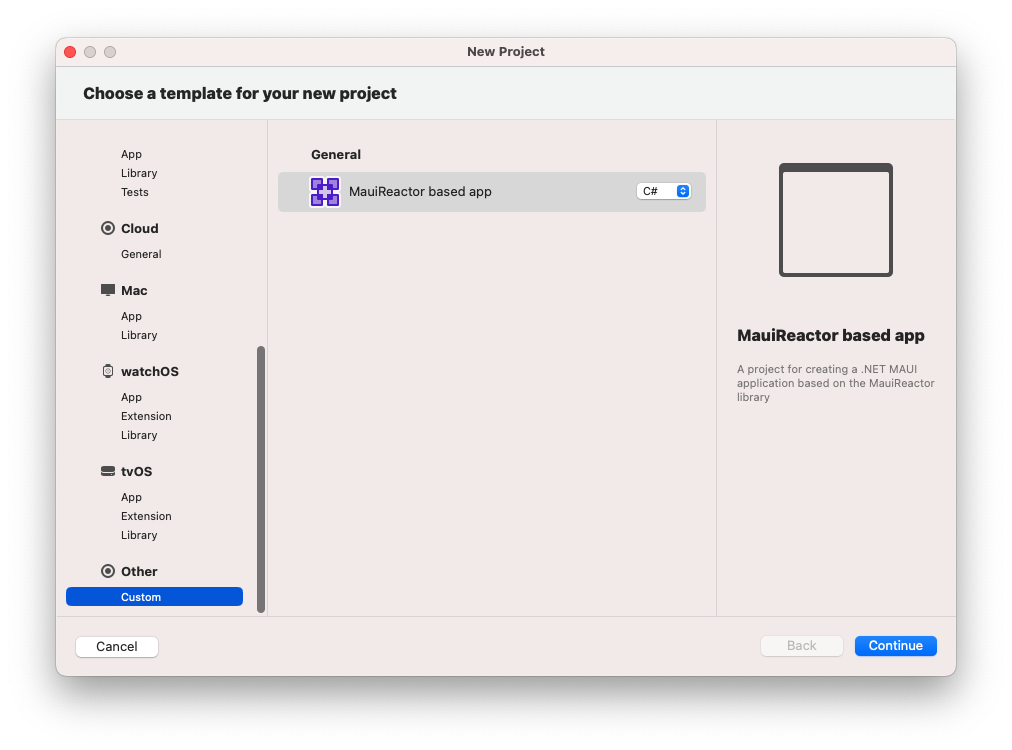 New Project
Choose a template for your new project
App
Library
Tests
Cloud
General
Mac
App
Library
watchOS
App
Extension
Library
tvOS
App
Extension
Library
Other
Custom
General
MauiReactor based app
C#
MauiReactor based app
A project for creating a .NET MAUI
application based on the MauiReactor
library
Cancel
Back
Continue